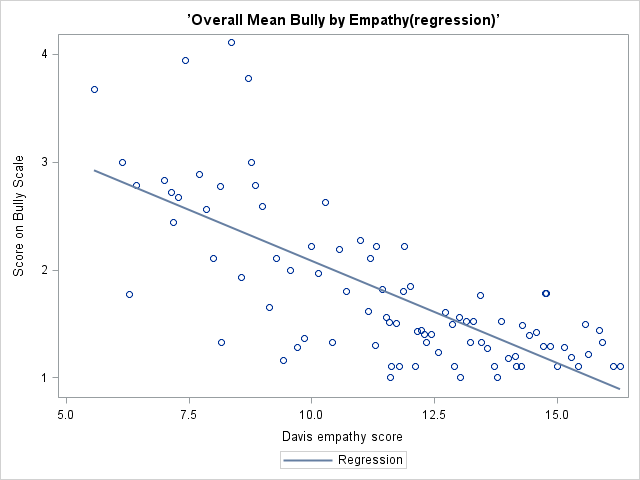 ’Overall Mean Bully by Empathy(regression)’
4
3
2
1
Score on Bully Scale
5.0 7.5 10.0 12.5 15.0
Davis empathy score
Regression